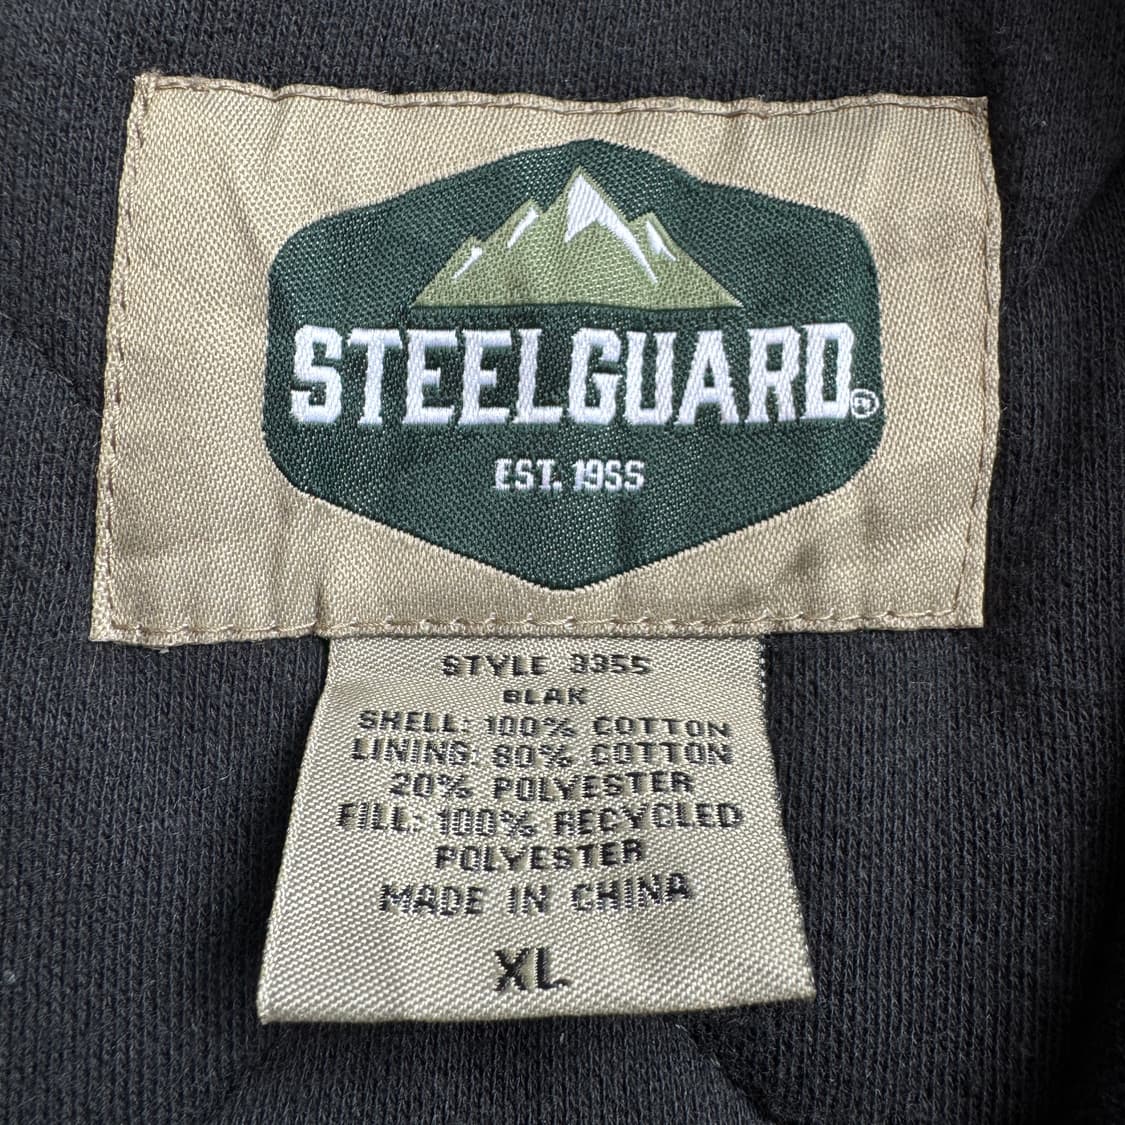 STEELGUARD®
EST. 1955
STYLE 3355
BLAK
SHELL: 100% COTTON
LINING: 80% COTTON
20% POLYESTER
FILL: 100% RECYCLED
POLYESTER
MADE IN CHINA
XL